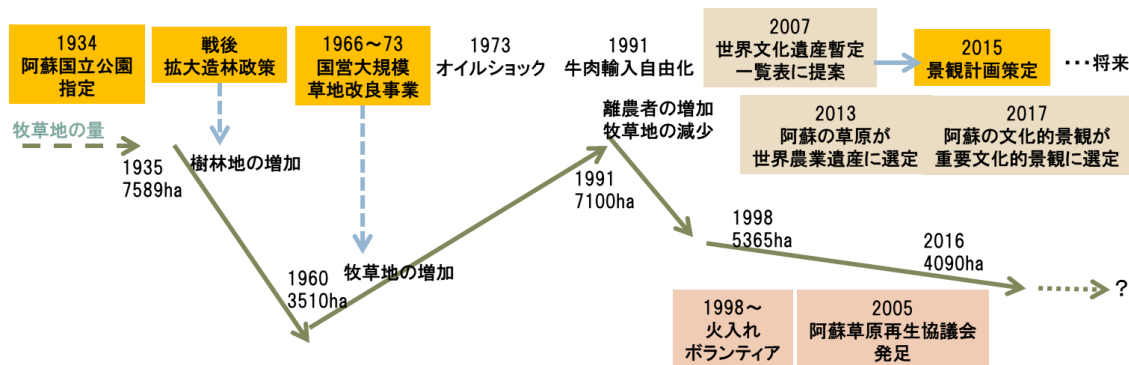 1934
阿蘇国立公園
指定
戦後
拡大造林政策
1966～73
国営大規模
草地改良事業
1973
オイルショック
1991
牛肉輸入自由化
2007
世界文化遺産暫定
一覧表に提案
2015
景観計画策定
…将来
離農者の増加
牧草地の減少
2013
阿蘇の草原が
世界農業遺産に選定
2017
阿蘇の文化的景観が
重要文化的景観に選定
牧草地の量
1935
7589ha
樹林地の増加
1991
7100ha
1998
5365ha
2016
4090ha
1960
3510ha
牧草地の増加
？
1998～
火入れ
ボランティア
2005
阿蘇草原再生協議会
発足